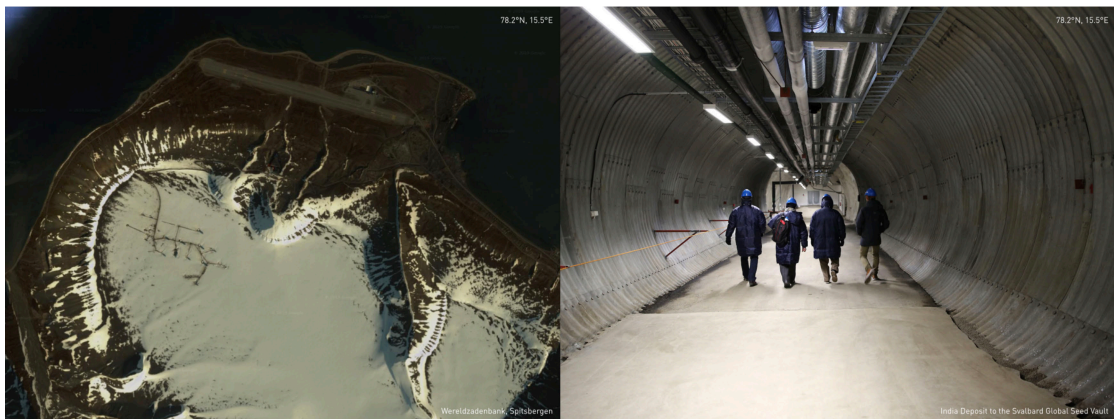 78.2°N, 15.5°E
Wereldzadenbank, Spitsbergen
78.2°N, 15.5°E
India Deposit to the Svalbard Global Seed Vault